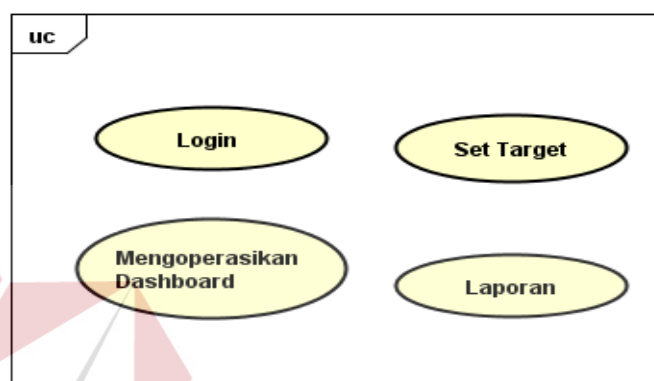 uc
Login
Set Target
Mengoperasikan
Dashboard
Laporan